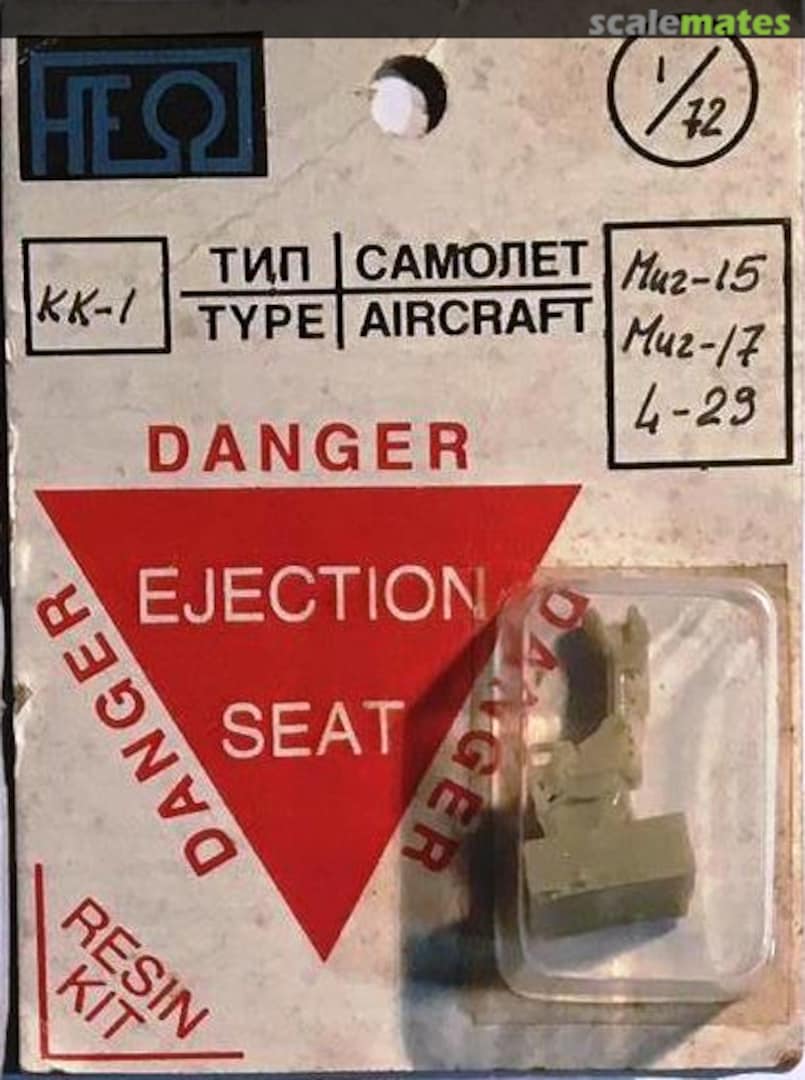 scalemates
НЕΩ
1/72
КК-1
ТИП САМОЛЕТ
TYPE AIRCRAFT
Миг-15
Миг-17
L-29
DANGER
EJECTION
SEAT
DANGER
DANGER
RESIN
KIT